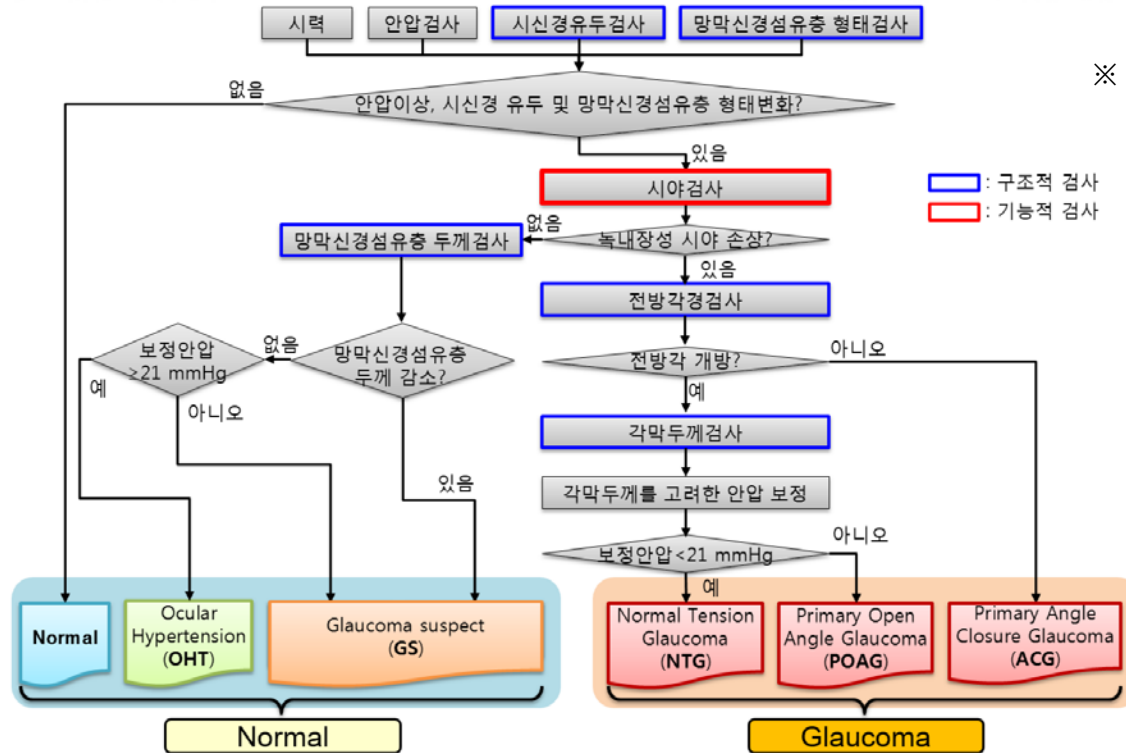 시력
안압검사
시신경유두검사
망막신경섬유층 형태검사
※
없음
안압이상, 시신경 유두 및 망막신경섬유층 형태변화?
있음
시야검사
: 구조적 검사
: 기능적 검사
망막신경섬유층 두께검사
없음
녹내장성 시야 손상?
있음
전방각경검사
보정안압
≥21 mmHg
없음
망막신경섬유층
두께 감소?
전방각 개방?
아니오
예
아니오
예
각막두께검사
있음
각막두께를 고려한 안압 보정
아니오
보정안압<21 mmHg
예
Normal
Ocular
Hypertension
(OHT)
Glaucoma suspect
(GS)
Normal Tension
Glaucoma
(NTG)
Primary Open
Angle Glaucoma
(POAG)
Primary Angle
Closure Glaucoma
(ACG)
Normal
Glaucoma